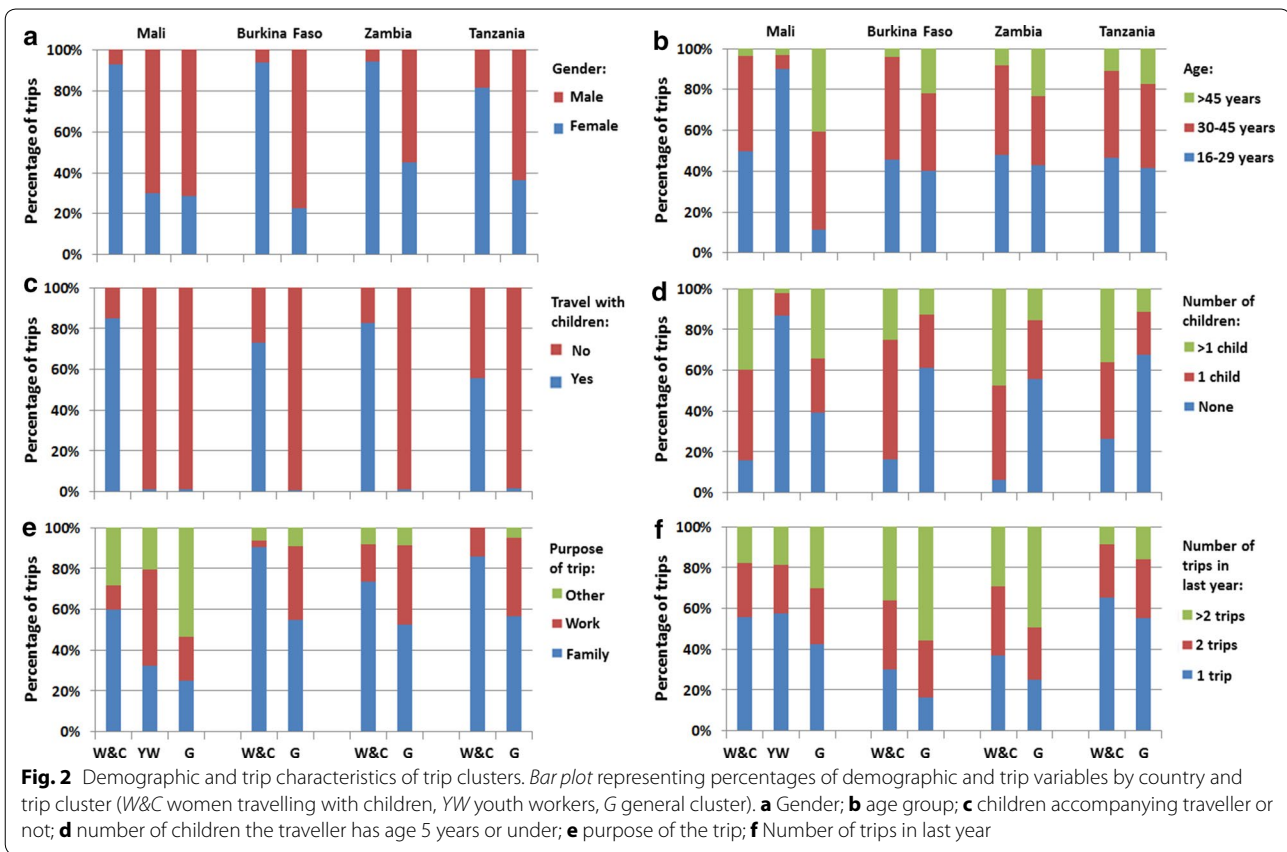 a
Mali Burkina Faso Zambia Tanzania
Percentage of trips
100%
80%
60%
40%
20%
0%
Gender:
Male
Female
b
Mali Burkina Faso Zambia Tanzania
Percentage of trips
100%
80%
60%
40%
20%
0%
Age:
>45 years
30-45 years
16-29 years
c
Percentage of trips
100%
80%
60%
40%
20%
0%
Travel with
children:
No
Yes
d
Percentage of trips
100%
80%
60%
40%
20%
0%
Number of
children:
>1 child
1 child
None
e
Percentage of trips
100%
80%
60%
40%
20%
0%
W&C YW G W&C G W&C G W&C G
Purpose
of trip:
Other
Work
Family
f
Percentage of trips
100%
80%
60%
40%
20%
0%
W&C YW G W&C G W&C G W&C G
Number of
trips in
last year:
>2 trips
2 trips
1 trip
Fig. 2 Demographic and trip characteristics of trip clusters. Bar plot representing percentages of demographic and trip variables by country and
trip cluster (W&C women travelling with children, YW youth workers, G general cluster). a Gender; b age group; c children accompanying traveller or
not; d number of children the traveller has age 5 years or under; e purpose of the trip; f Number of trips in last year